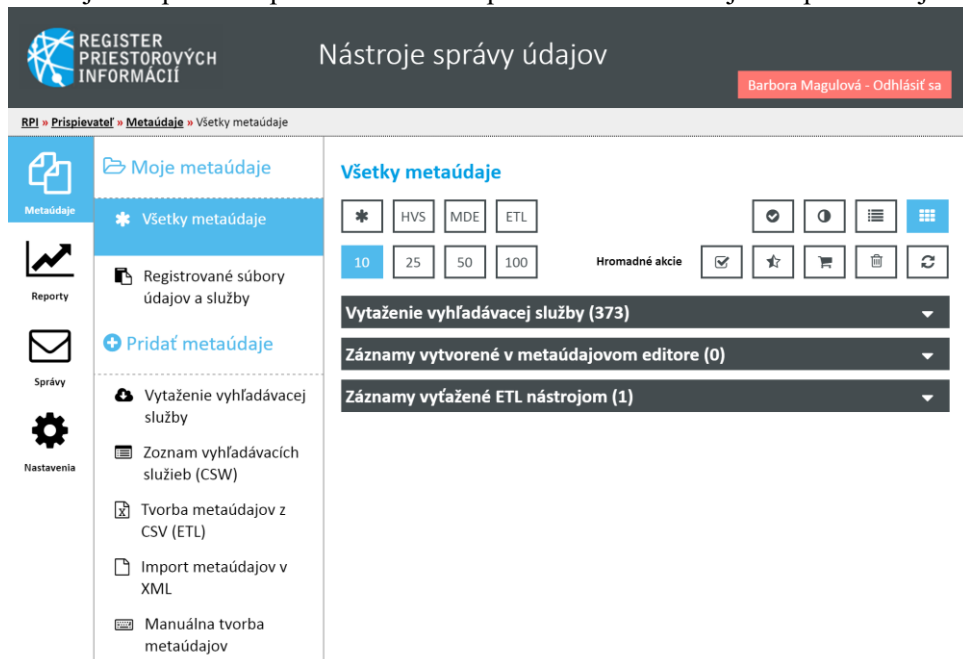 REGISTER
PRIESTOROVÝCH
INFORMÁCIÍ
Nástroje správy údajov
Barbora Magulová - Odhlásiť sa
RPI » Prispievateľ » Metaúdaje » Všetky metaúdaje
Metaúdaje
Reporty
Správy
Nastavenia
Moje metaúdaje
Všetky metaúdaje
Registrované súbory
údajov a služby
Pridať metaúdaje
Vytaženie vyhľadávacej
služby
Zoznam vyhľadávacích
služieb (CSW)
Tvorba metaúdajov z
CSV (ETL)
Import metaúdajov v
XML
Manuálna tvorba
metaúdajov
Všetky metaúdaje
HVS MDE ETL
10 25 50 100 Hromadné akcie
Vytaženie vyhľadávacej služby (373)
Záznamy vytvorené v metaúdajovom editore (0)
Záznamy vyťažené ETL nástrojom (1)